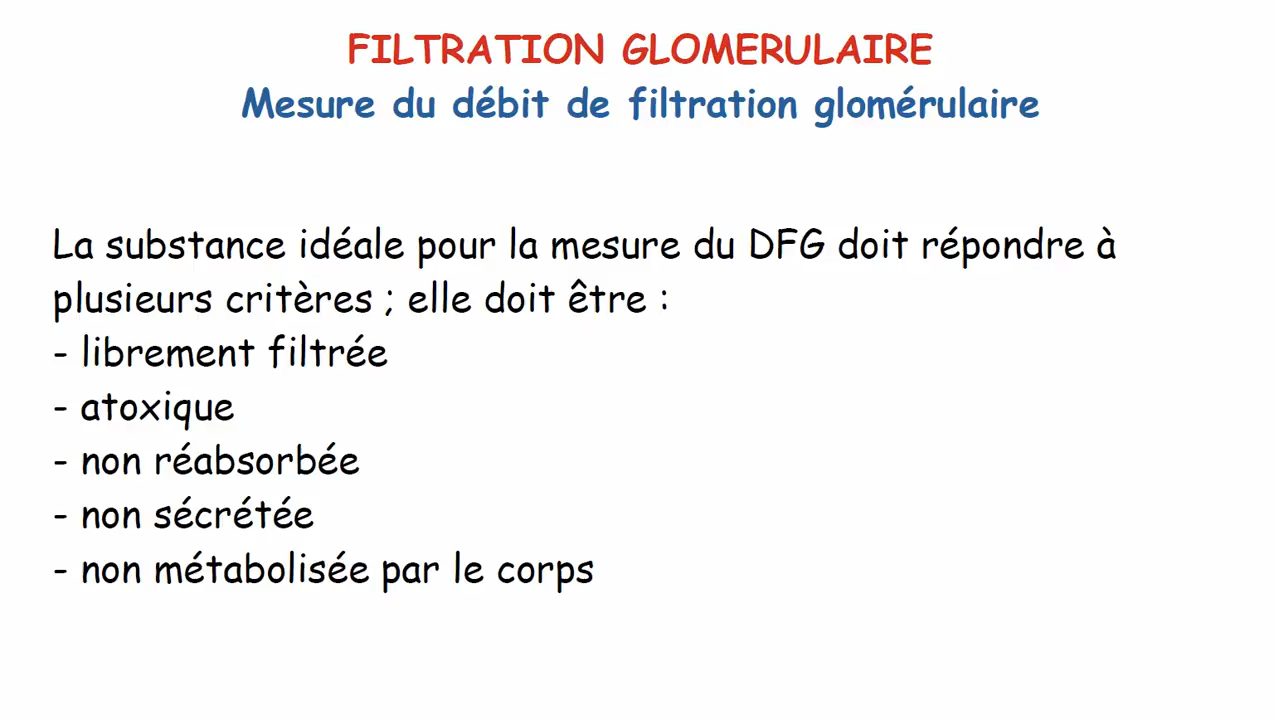 FILTRATION GLOMERULAIRE
Mesure du débit de filtration glomérulaire
La substance idéale pour la mesure du DFG doit répondre à
plusieurs critères ; elle doit être :
- librement filtrée
- atoxique
- non réabsorbée
- non sécrétée
- non métabolisée par le corps